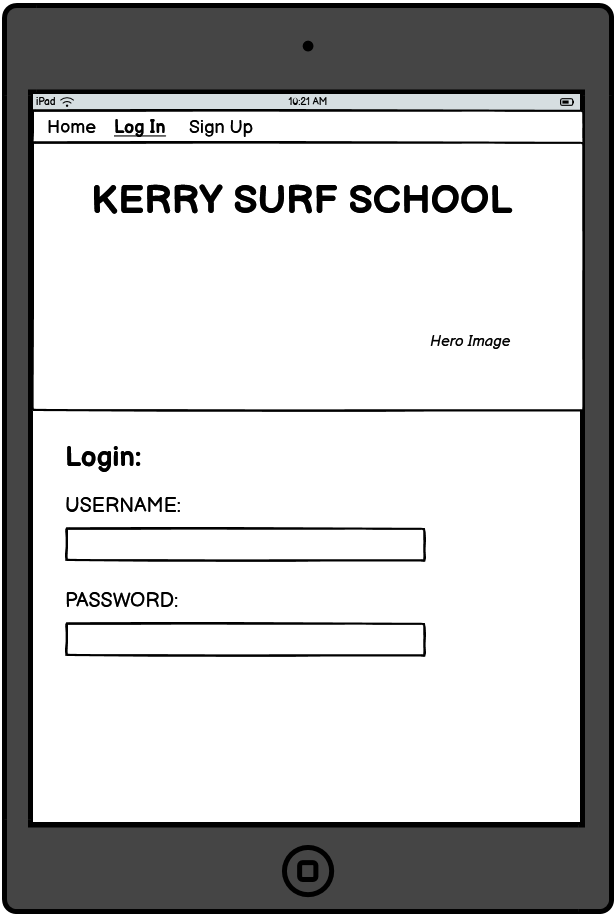 iPad 10:21 AM
Home Log In Sign Up
KERRY SURF SCHOOL
Hero Image
Login:
USERNAME:
PASSWORD: